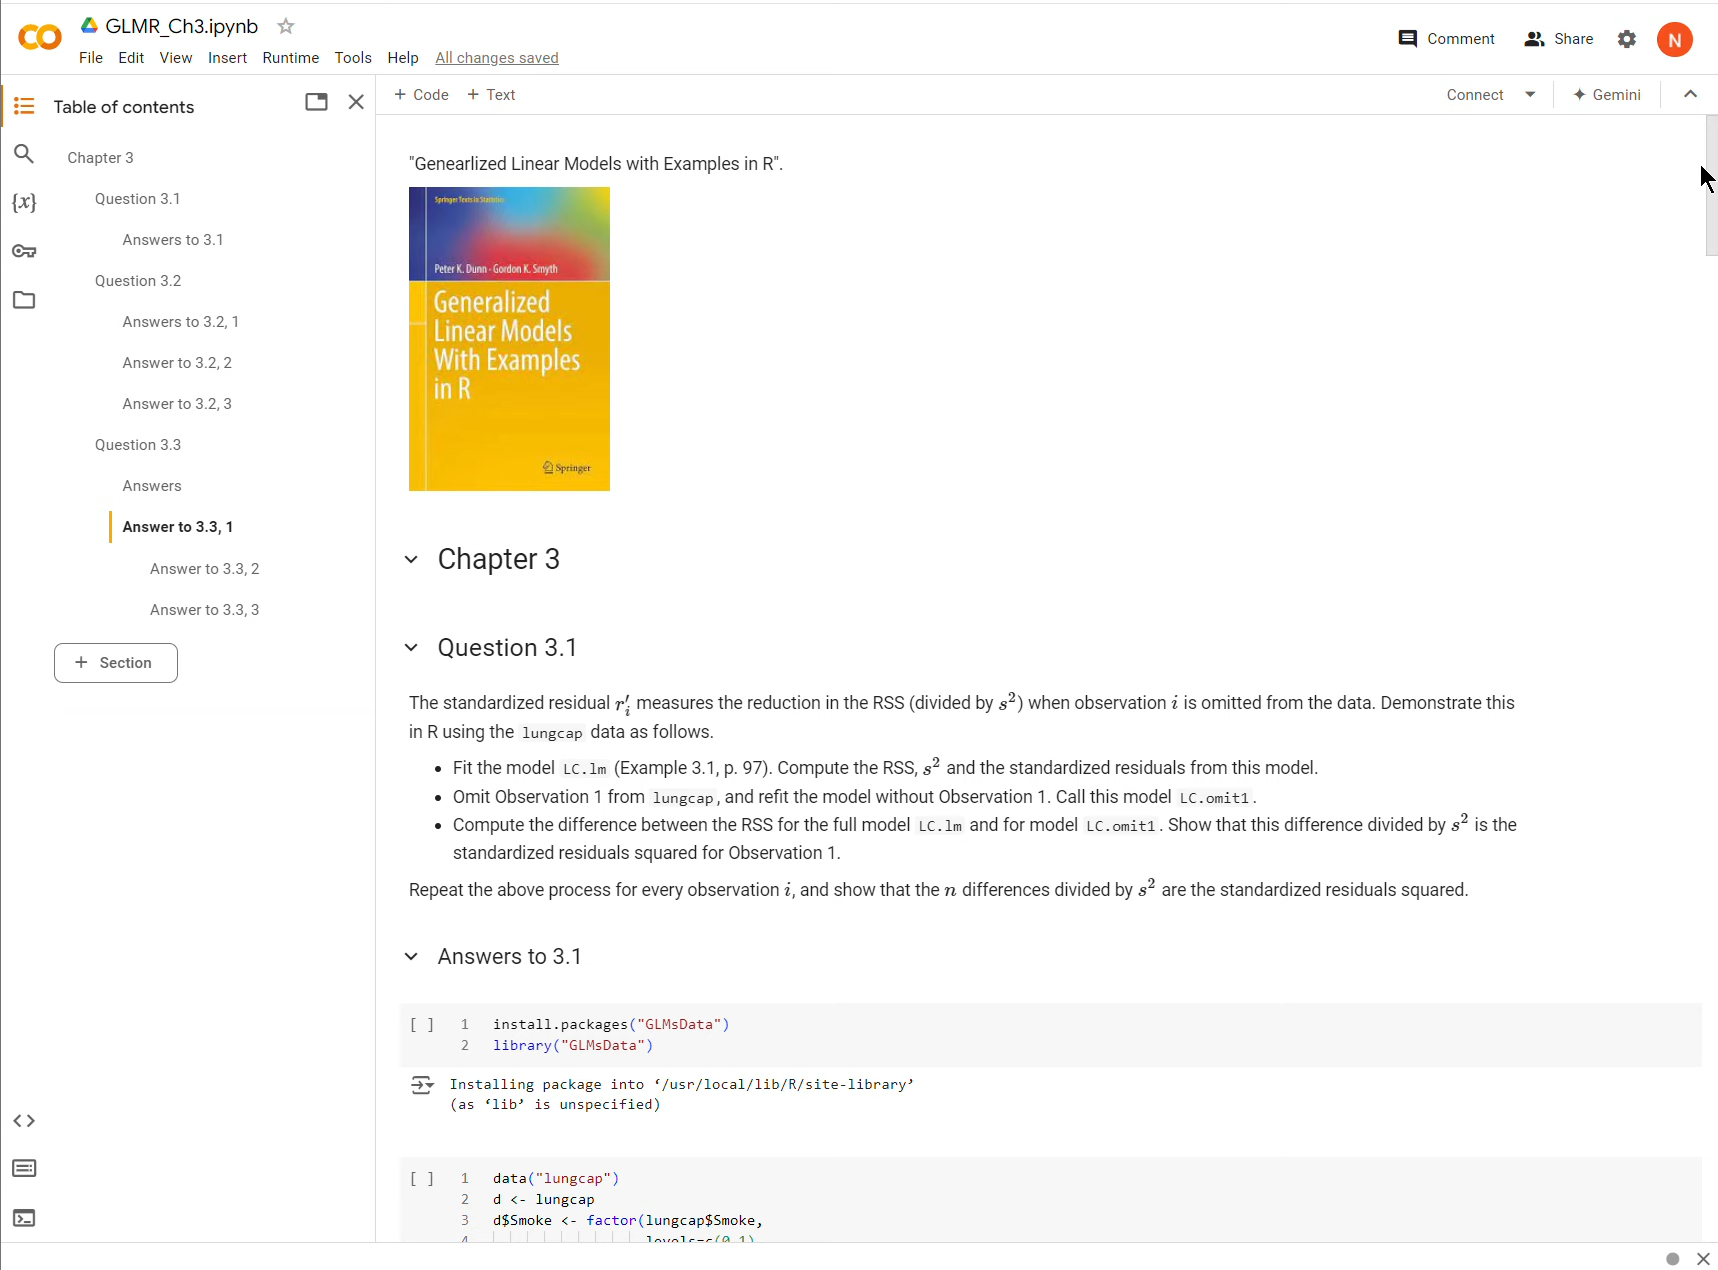 GLMR_Ch3.ipynb
File Edit View Insert Runtime Tools Help All changes saved
Comment Share N
Table of contents
+ Code + Text
Connect Gemini
Chapter 3
Question 3.1
Answers to 3.1
Question 3.2
Answers to 3.2, 1
Answer to 3.2, 2
Answer to 3.2, 3
Question 3.3
Answers
Answer to 3.3, 1
Answer to 3.3, 2
Answer to 3.3, 3
+ Section
"Genearlized Linear Models with Examples in R".
Springer Texts in Statistics
Peter K. Dunn · Gordon K. Smyth
Generalized
Linear Models
With Examples
in R
Springer
Chapter 3
Question 3.1
The standardized residual r′ᵢ measures the reduction in the RSS (divided by s²) when observation i is omitted from the data. Demonstrate this
in R using the lungcap data as follows.
• Fit the model LC.lm (Example 3.1, p. 97). Compute the RSS, s² and the standardized residuals from this model.
• Omit Observation 1 from lungcap, and refit the model without Observation 1. Call this model LC.omit1.
• Compute the difference between the RSS for the full model LC.lm and for model LC.omit1. Show that this difference divided by s² is the
standardized residuals squared for Observation 1.
Repeat the above process for every observation i, and show that the n differences divided by s² are the standardized residuals squared.
Answers to 3.1
[ ] 1 install.packages("GLMsData")
2 library("GLMsData")
Installing package into ‘/usr/local/lib/R/site-library’
(as ‘lib’ is unspecified)
[ ] 1 data("lungcap")
2 d <- lungcap
3 d$Smoke <- factor(lungcap$Smoke,
4 levels=c(0,1),